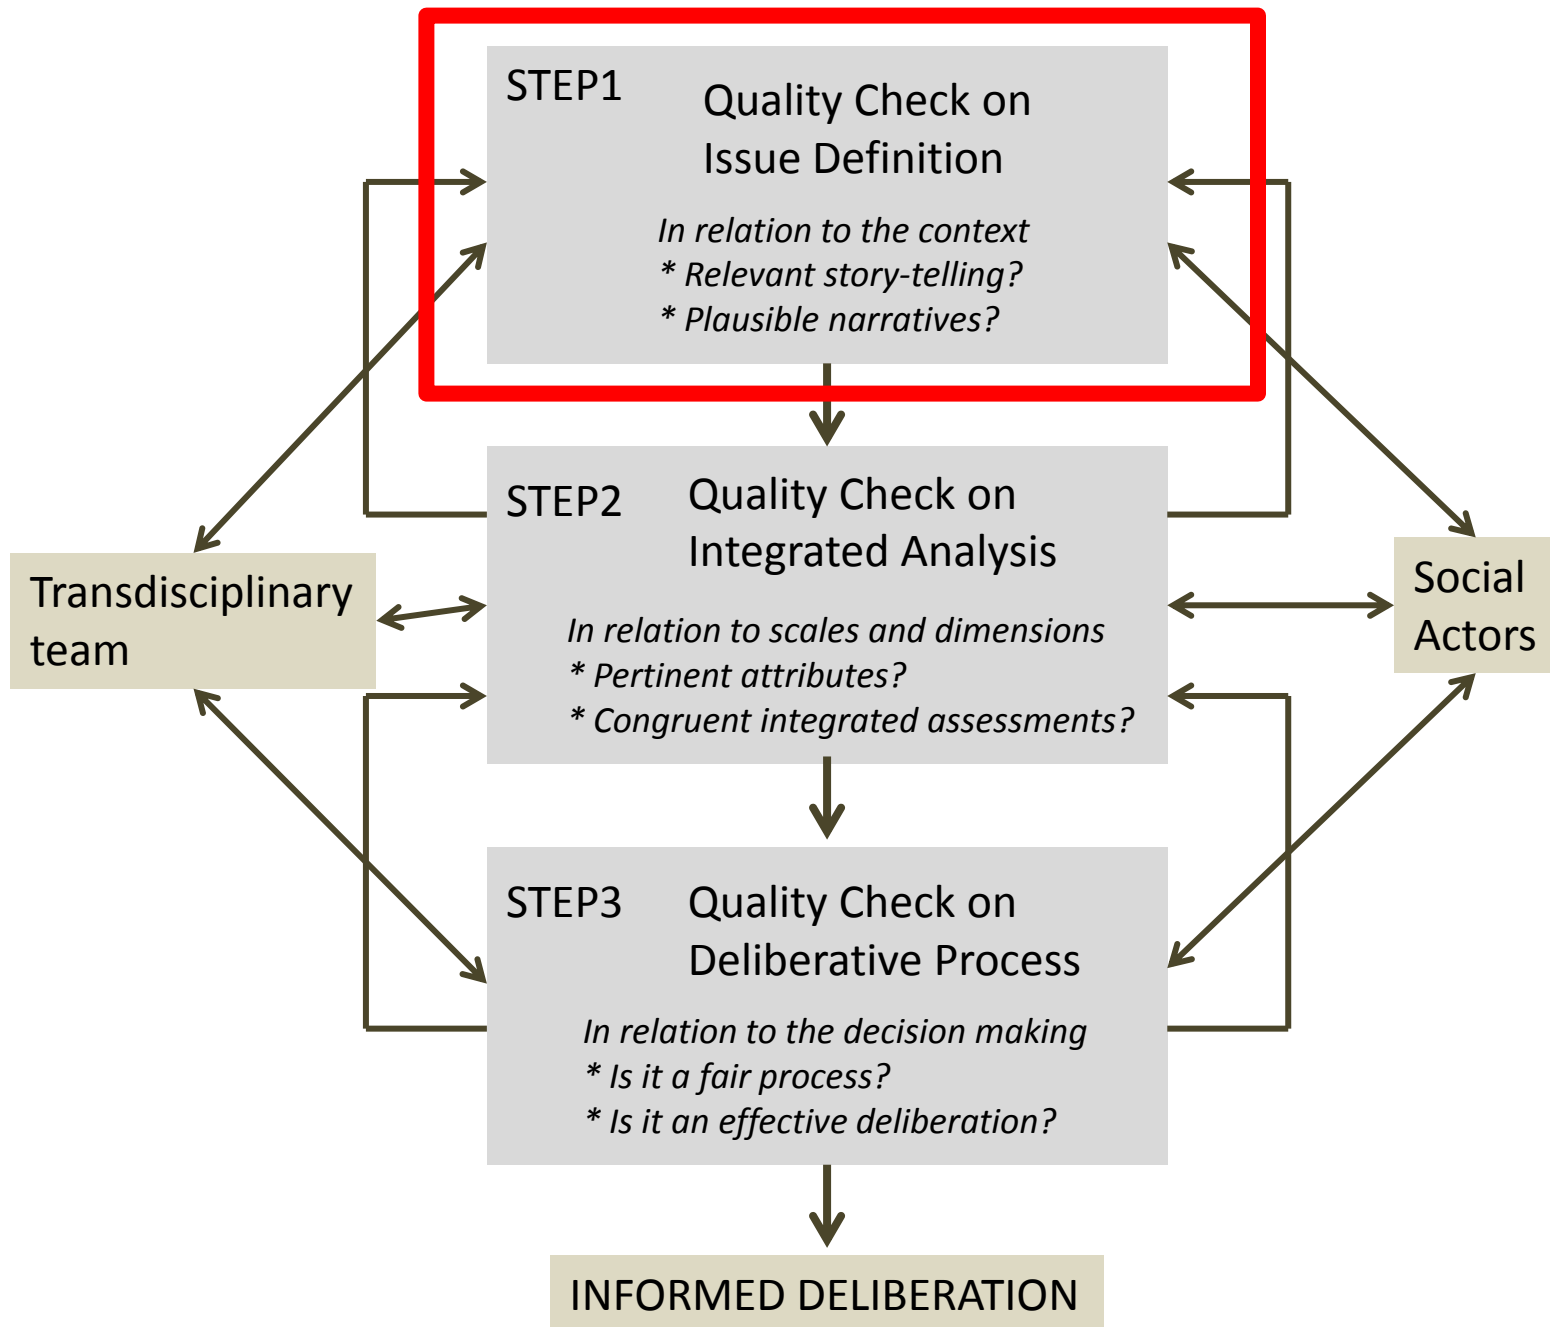 STEP1
Quality Check on
Issue Definition
In relation to the context
* Relevant story-telling?
* Plausible narratives?
STEP2
Quality Check on
Integrated Analysis
In relation to scales and dimensions
* Pertinent attributes?
* Congruent integrated assessments?
Transdisciplinary
team
Social
Actors
STEP3
Quality Check on
Deliberative Process
In relation to the decision making
* Is it a fair process?
* Is it an effective deliberation?
INFORMED DELIBERATION